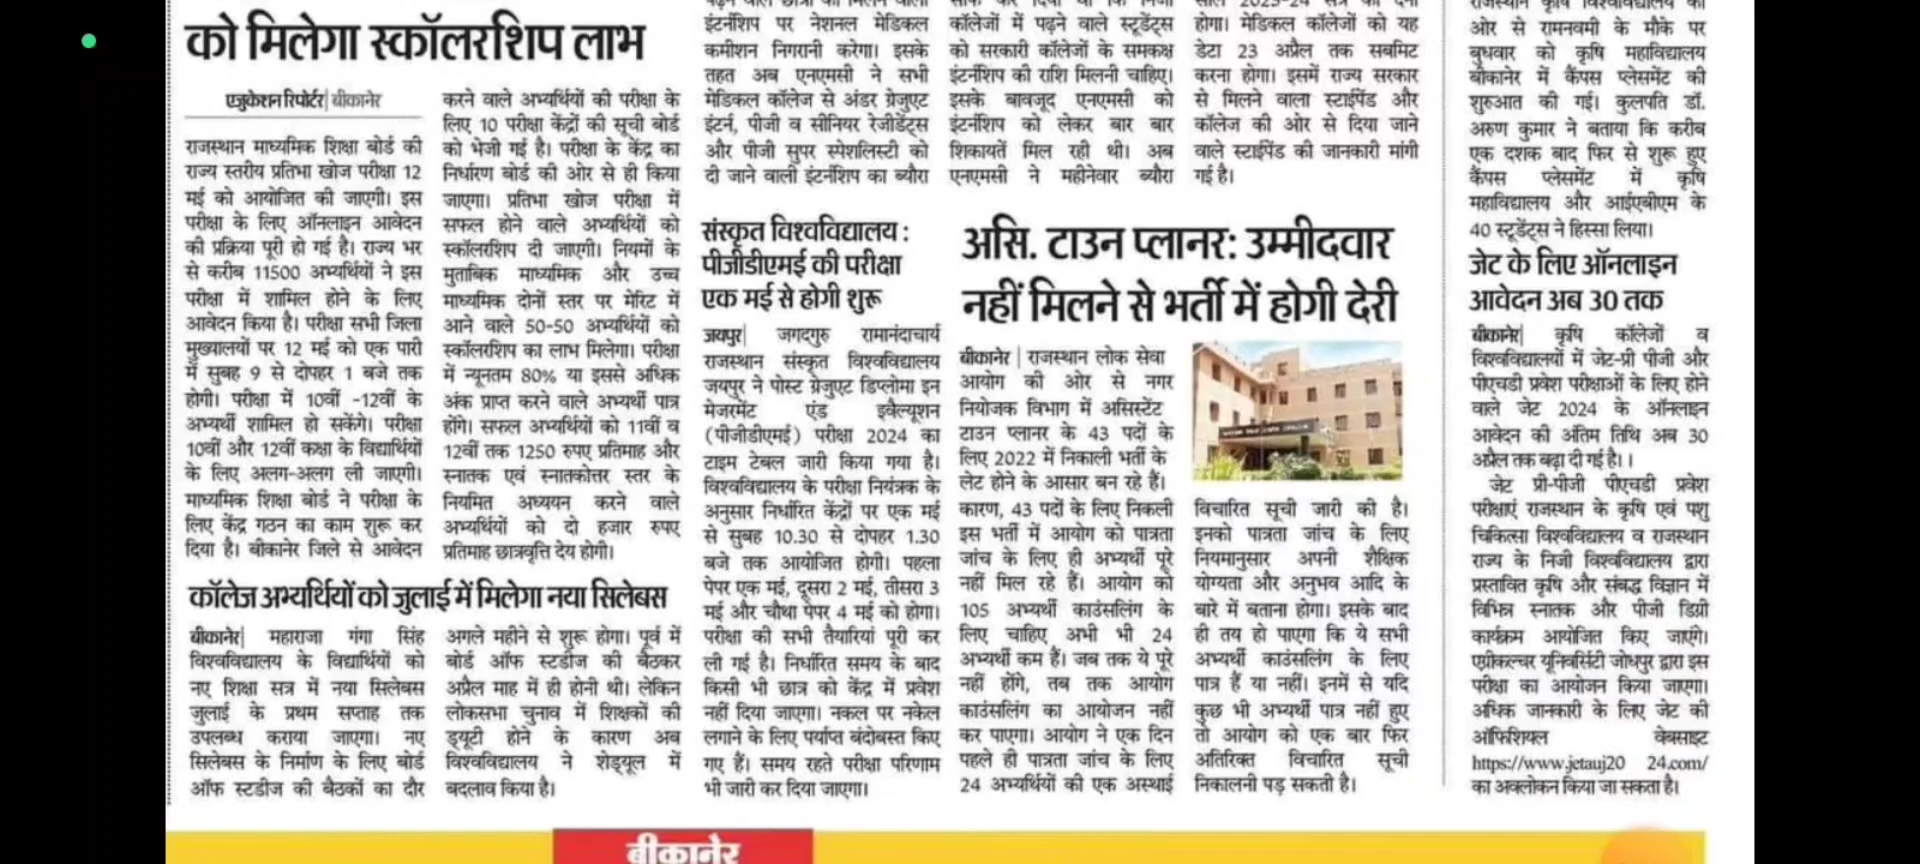 को मिलेगा स्कॉलरशिप लाभ
एजुकेशन रिपोर्टर| बीकानेर
राजस्थान माध्यमिक शिक्षा बोर्ड की
राज्य स्तरीय प्रतिभा खोज परीक्षा 12
मई को आयोजित की जाएगी। इस
परीक्षा के लिए ऑनलाइन आवेदन
की प्रक्रिया पूरी हो गई है। राज्य भर
से करीब 11500 अभ्यर्थियों ने इस
परीक्षा में शामिल होने के लिए
आवेदन किया है। परीक्षा सभी जिला
मुख्यालयों पर 12 मई को एक पारी
में सुबह 9 से दोपहर 1 बजे तक
होगी। परीक्षा में 10वीं -12वीं के
अभ्यर्थी शामिल हो सकेंगे। परीक्षा
10वीं और 12वीं कक्षा के विद्यार्थियों
के लिए अलग-अलग ली जाएगी।
माध्यमिक शिक्षा बोर्ड ने परीक्षा के
लिए केंद्र गठन का काम शुरू कर
दिया है। बीकानेर जिले से आवेदन
करने वाले अभ्यर्थियों की परीक्षा के
लिए 10 परीक्षा केंद्रों की सूची बोर्ड
को भेजी गई है। परीक्षा के केंद्र का
निर्धारण बोर्ड की ओर से ही किया
जाएगा। प्रतिभा खोज परीक्षा में
सफल होने वाले अभ्यर्थियों को
स्कॉलरशिप दी जाएगी। नियमों के
मुताबिक माध्यमिक और उच्च
माध्यमिक दोनों स्तर पर मेरिट में
आने वाले 50-50 अभ्यर्थियों को
स्कॉलरशिप का लाभ मिलेगा। परीक्षा
में न्यूनतम 80% या इससे अधिक
अंक प्राप्त करने वाले अभ्यर्थी पात्र
होंगे। सफल अभ्यर्थियों को 11वीं व
12वीं तक 1250 रुपए प्रतिमाह और
स्नातक एवं स्नातकोत्तर स्तर के
नियमित अध्ययन करने वाले
अभ्यर्थियों को दो हजार रुपए
प्रतिमाह छात्रवृत्ति देय होगी।
कॉलेज अभ्यर्थियों को जुलाई में मिलेगा नया सिलेबस
बीकानेर| महाराजा गंगा सिंह
विश्वविद्यालय के विद्यार्थियों को
नए शिक्षा सत्र में नया सिलेबस
जुलाई के प्रथम सप्ताह तक
उपलब्ध कराया जाएगा। नए
सिलेबस के निर्माण के लिए बोर्ड
ऑफ स्टडीज की बैठकों का दौर
अगले महीने से शुरू होगा। पूर्व में
बोर्ड ऑफ स्टडीज की बैठकर
अप्रैल माह में ही होनी थी। लेकिन
लोकसभा चुनाव में शिक्षकों की
ड्यूटी होने के कारण अब
विश्वविद्यालय ने शेड्यूल में
बदलाव किया है।
इंटर्नशिप पर नेशनल मेडिकल
कमीशन निगरानी करेगा। इसके
तहत अब एनएमसी ने सभी
मेडिकल कॉलेज से अंडर ग्रेजुएट
इंटर्न, पीजी व सीनियर रेजीडेंट्स
और पीजी सुपर स्पेशलिस्टी को
दी जाने वाली इंटर्नशिप का ब्यौरा
कॉलेजों में पढ़ने वाले स्टूडेंट्स
को सरकारी कॉलेजों के समकक्ष
इंटर्नशिप की राशि मिलनी चाहिए।
इसके बावजूद एनएमसी को
इंटर्नशिप को लेकर बार बार
शिकायतें मिल रही थी। अब
एनएमसी ने महीनेवार ब्यौरा
होगा। मेडिकल कॉलेजों को यह
डेटा 23 अप्रैल तक सबमिट
करना होगा। इसमें राज्य सरकार
से मिलने वाला स्टाईपेंड और
कॉलेज की ओर से दिया जाने
वाले स्टाईपेंड की जानकारी मांगी
गई है।
संस्कृत विश्वविद्यालय :
पीजीडीएमई की परीक्षा
एक मई से होगी शुरू
जयपुर| जगदगुरु रामानंदाचार्य
राजस्थान संस्कृत विश्वविद्यालय
जयपुर ने पोस्ट ग्रेजुएट डिप्लोमा इन
मेजरमेंट एंड इवैल्यूशन
(पीजीडीएमई) परीक्षा 2024 का
टाइम टेबल जारी किया गया है।
विश्वविद्यालय के परीक्षा नियंत्रक के
अनुसार निर्धारित केंद्रों पर एक मई
से सुबह 10.30 से दोपहर 1.30
बजे तक आयोजित होगी। पहला
पेपर एक मई, दूसरा 2 मई, तीसरा 3
मई और चौथा पेपर 4 मई को होगा।
परीक्षा की सभी तैयारियां पूरी कर
ली गई है। निर्धारित समय के बाद
किसी भी छात्र को केंद्र में प्रवेश
नहीं दिया जाएगा। नकल पर नकेल
लगाने के लिए पर्याप्त बंदोबस्त किए
गए हैं। समय रहते परीक्षा परिणाम
भी जारी कर दिया जाएगा।
असि. टाउन प्लानर: उम्मीदवार
नहीं मिलने से भर्ती में होगी देरी
बीकानेर | राजस्थान लोक सेवा
आयोग की ओर से नगर
नियोजक विभाग में असिस्टेंट
टाउन प्लानर के 43 पदों के
लिए 2022 में निकाली भर्ती के
लेट होने के आसार बन रहे हैं।
कारण, 43 पदों के लिए निकली
इस भर्ती में आयोग को पात्रता
जांच के लिए ही अभ्यर्थी पूरे
नहीं मिल रहे हैं। आयोग को
105 अभ्यर्थी काउंसलिंग के
लिए चाहिए, अभी भी 24
अभ्यर्थी कम हैं। जब तक ये पूरे
नहीं होंगे, तब तक आयोग
काउंसलिंग का आयोजन नहीं
कर पाएगा। आयोग ने एक दिन
पहले ही पात्रता जांच के लिए
24 अभ्यर्थियों की एक अस्थाई
विचारित सूची जारी की है।
इनको पात्रता जांच के लिए
नियमानुसार अपनी शैक्षिक
योग्यता और अनुभव आदि के
बारे में बताना होगा। इसके बाद
ही तय हो पाएगा कि ये सभी
अभ्यर्थी काउंसलिंग के लिए
पात्र हैं या नहीं। इनमें से यदि
कुछ भी अभ्यर्थी पात्र नहीं हुए
तो आयोग को एक बार फिर
अतिरिक्त विचारित सूची
निकालनी पड़ सकती है।
राजस्थान कृषि विश्वविद्यालय की
ओर से रामनवमी के मौके पर
बुधवार को कृषि महाविद्यालय
बीकानेर में कैंपस प्लेसमेंट की
शुरुआत की गई। कुलपति डॉ.
अरुण कुमार ने बताया कि करीब
एक दशक बाद फिर से शुरू हुए
कैंपस प्लेसमेंट में कृषि
महाविद्यालय और आईएबीएम के
40 स्टूडेंट्स ने हिस्सा लिया।
जेट के लिए ऑनलाइन
आवेदन अब 30 तक
बीकानेर| कृषि कॉलेजों व
विश्वविद्यालयों में जेट-प्री पीजी और
पीएचडी प्रवेश परीक्षाओं के लिए होने
वाले जेट 2024 के ऑनलाइन
आवेदन की अंतिम तिथि अब 30
अप्रैल तक बढ़ा दी गई है। ।
जेट प्री-पीजी पीएचडी प्रवेश
परीक्षाएं राजस्थान के कृषि एवं पशु
चिकित्सा विश्वविद्यालय व राजस्थान
राज्य के निजी विश्वविद्यालय द्वारा
प्रस्तावित कृषि और संबद्ध विज्ञान में
विभिन्न स्नातक और पीजी डिग्री
कार्यक्रम आयोजित किए जाएंगे।
एग्रीकल्चर यूनिवर्सिटी जोधपुर द्वारा इस
परीक्षा का आयोजन किया जाएगा।
अधिक जानकारी के लिए जेट की
ऑफिशियल वेबसाइट
https://www.jetauj20 24.com/
का अवलोकन किया जा सकता है।
बीकानेर